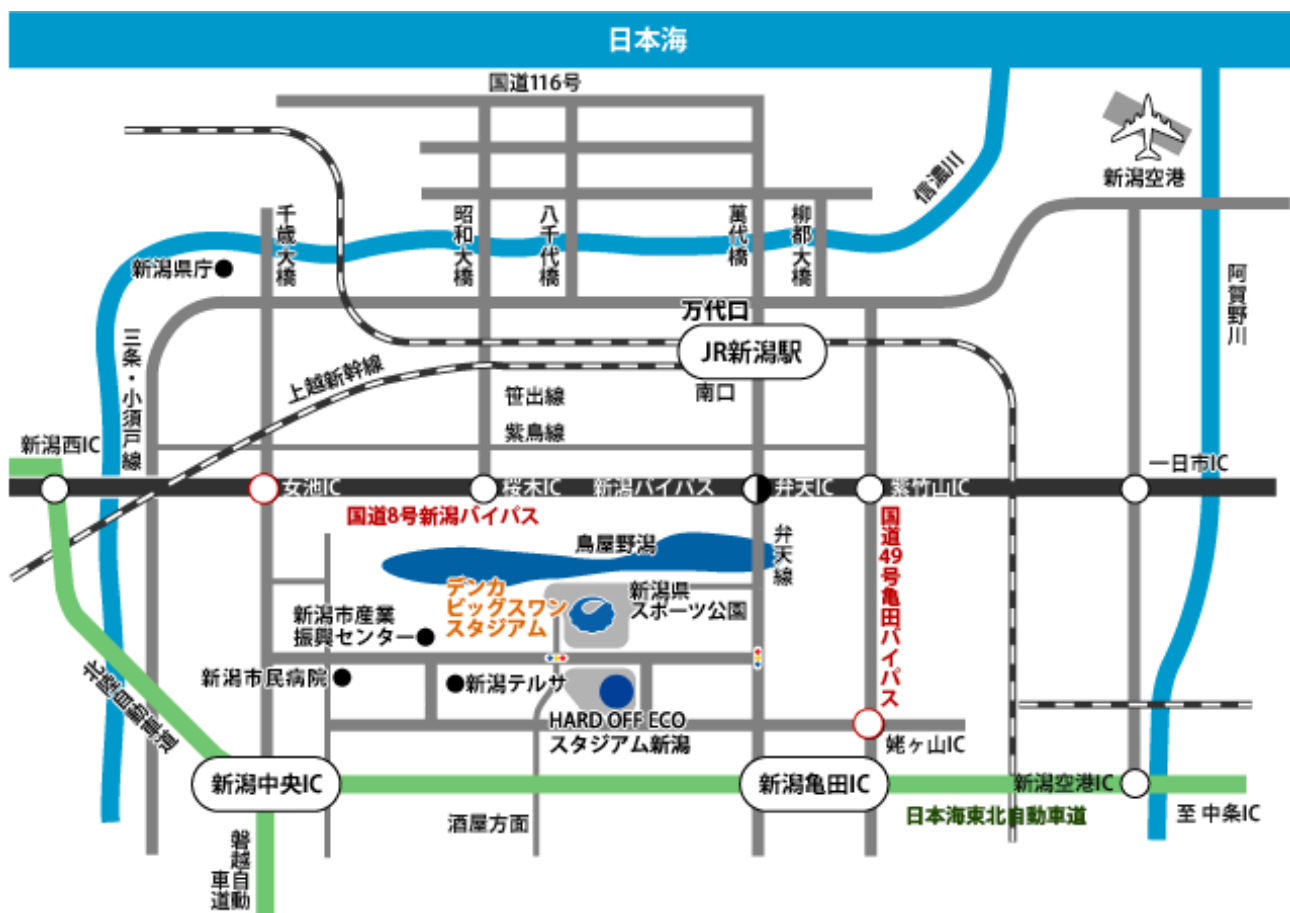 日本海
国道116号
新潟空港
信濃川
千歳大橋
昭和大橋
八千代橋
萬代橋
柳都大橋
新潟県庁
阿賀野川
万代口
JR新潟駅
南口
三条・小須戸線
上越新幹線
笹出線
紫鳥線
新潟西IC
一日市IC
女池IC
桜木IC
新潟バイパス
弁天IC
紫竹山IC
国道8号新潟バイパス
国道49号亀田バイパス
鳥屋野潟
弁天線
デンカ
ビッグスワン
スタジアム
新潟県
スポーツ公園
新潟市産業
振興センター
新潟市民病院
新潟テルサ
HARD OFF ECO
スタジアム新潟
北陸自動車道
姥ヶ山IC
新潟中央IC
新潟亀田IC
新潟空港IC
日本海東北自動車道
至 中条IC
酒屋方面
磐越自動
車道